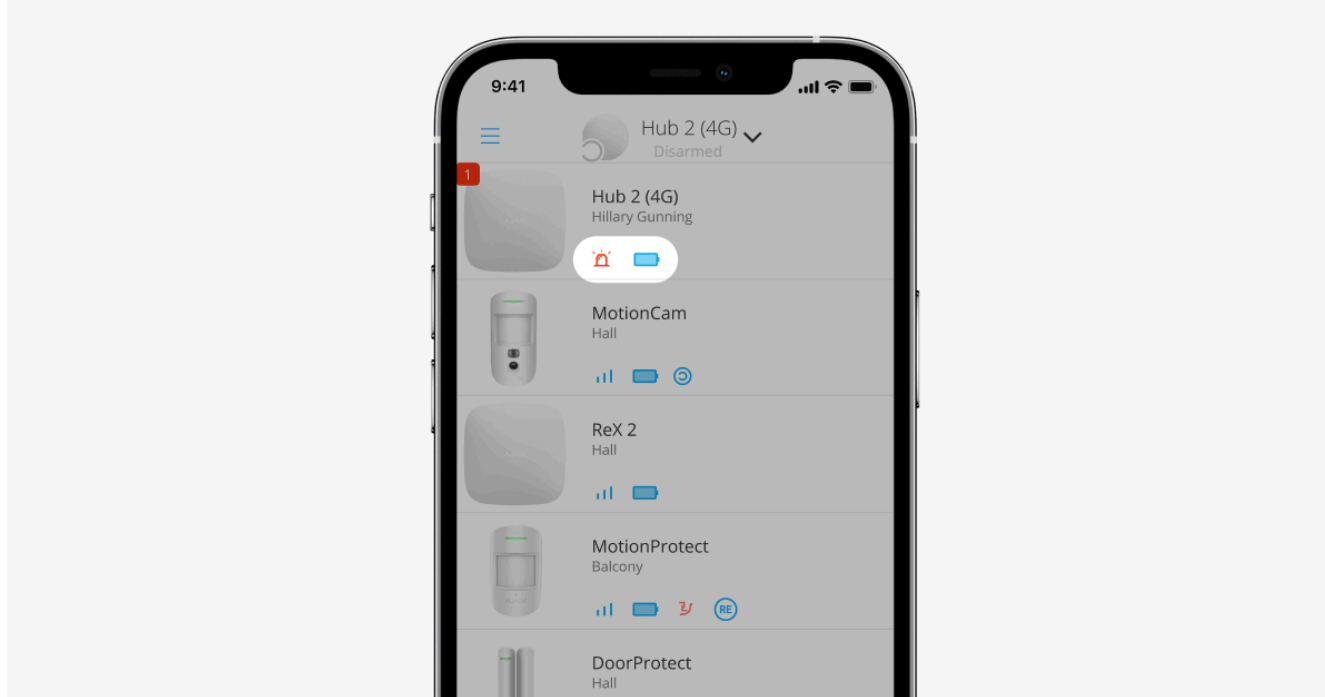 9:41
Hub 2 (4G)
Disarmed
1
Hub 2 (4G)
Hillary Gunning
MotionCam
Hall
ReX 2
Hall
MotionProtect
Balcony
RE
DoorProtect
Hall